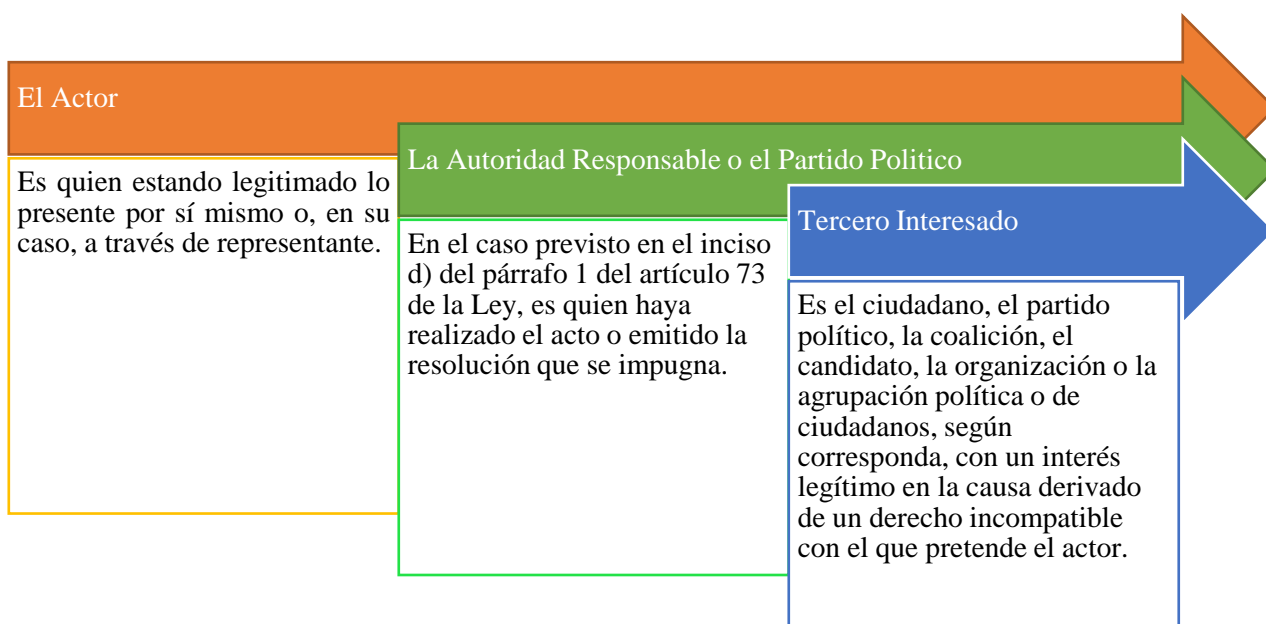 El Actor
Es quien estando legitimado lo
presente por sí mismo o, en su
caso, a través de representante.
La Autoridad Responsable o el Partido Politico
En el caso previsto en el inciso
d) del párrafo 1 del artículo 73
de la Ley, es quien haya
realizado el acto o emitido la
resolución que se impugna.
Tercero Interesado
Es el ciudadano, el partido
político, la coalición, el
candidato, la organización o la
agrupación política o de
ciudadanos, según
corresponda, con un interés
legítimo en la causa derivado
de un derecho incompatible
con el que pretende el actor.